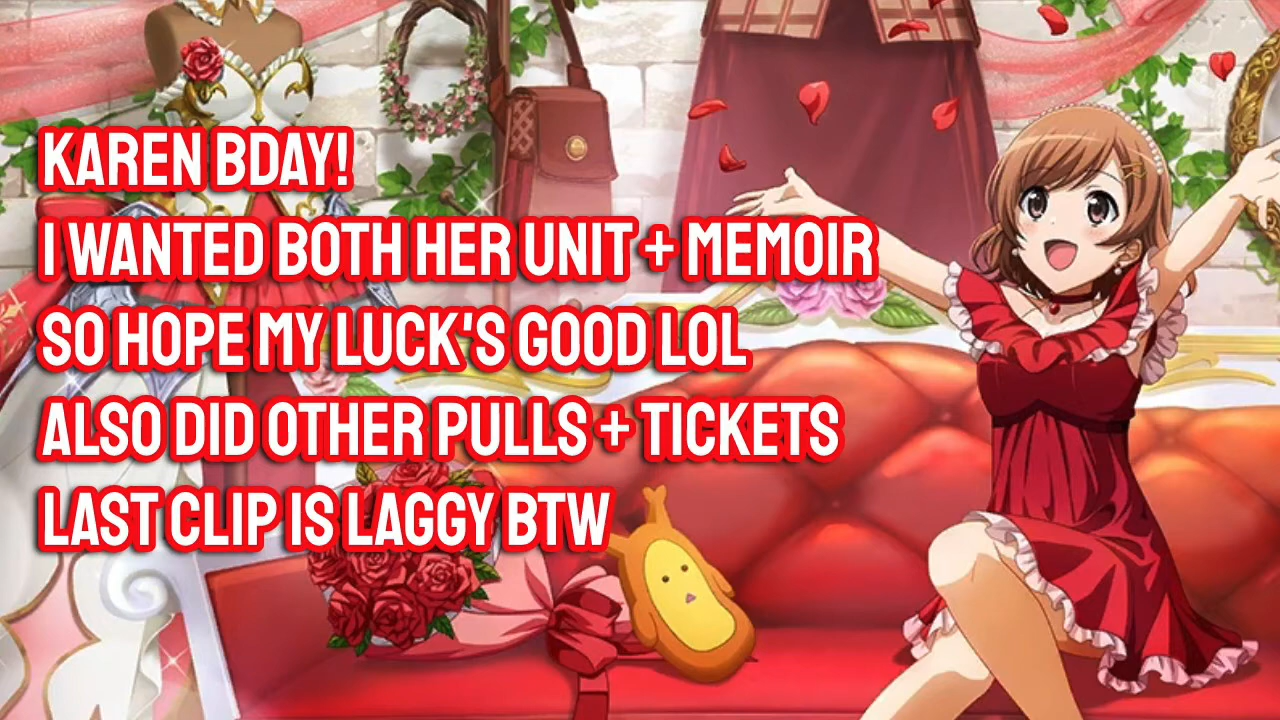 KAREN BDAY!
I WANTED BOTH HER UNIT + MEMOIR
SO HOPE MY LUCK'S GOOD LOL
ALSO DID OTHER PULLS + TICKETS
LAST CLIP IS LAGGY BTW